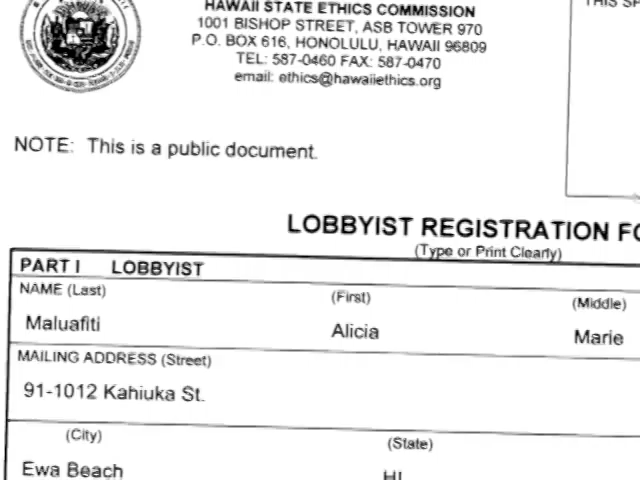 HAWAII STATE ETHICS COMMISSION
1001 BISHOP STREET, ASB TOWER 970
P.O. BOX 616, HONOLULU, HAWAII 96809
TEL: 587-0460 FAX: 587-0470
email: ethics@hawaiiethics.org
THIS
NOTE: This is a public document.
LOBBYIST REGISTRATION
(Type or Print Clearly)
PART I LOBBYIST
NAME (Last) (First) (Middle)
Maluafiti Alicia Marie
MAILING ADDRESS (Street)
91-1012 Kahiuka St.
(City) (State)
Ewa Beach HI